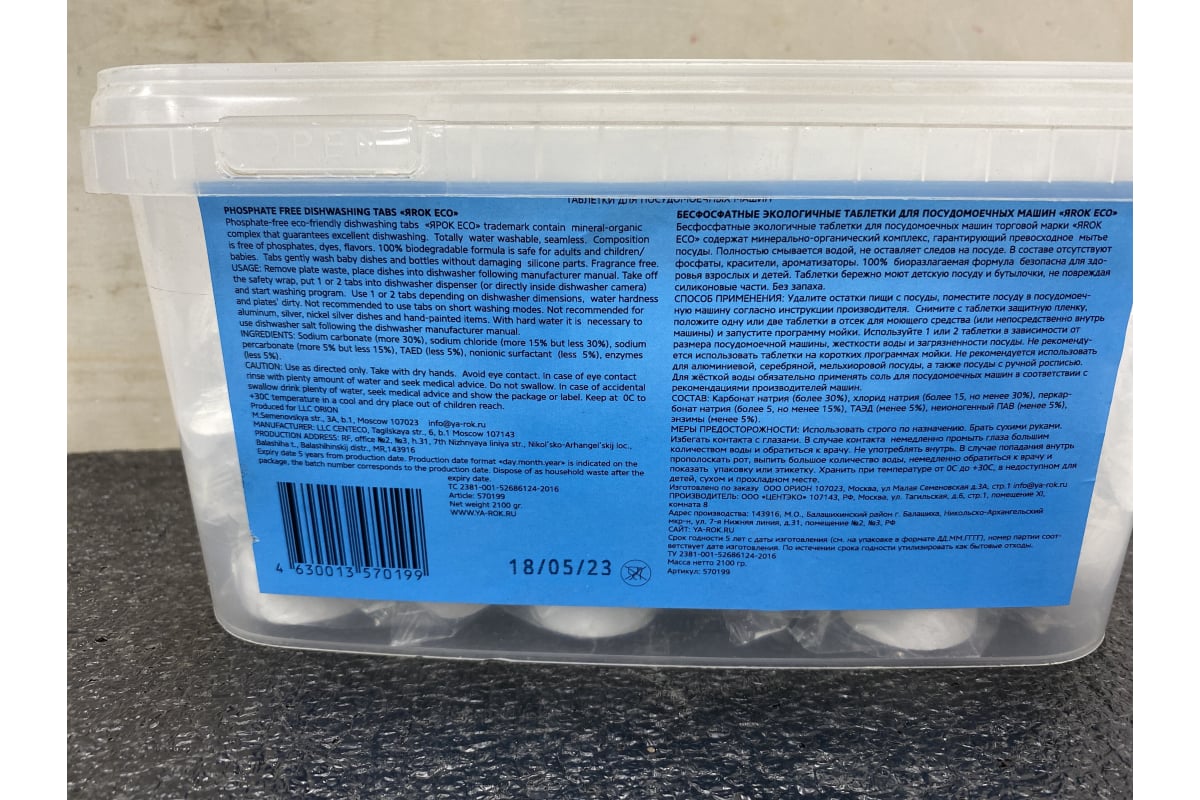 OPEN
ТАБЛЕТКИ ДЛЯ ПОСУДОМОЕЧНЫХ МАШИН
PHOSPHATE FREE DISHWASHING TABS «ЯROK ECO»
Phosphate-free eco-friendly dishwashing tabs «ЯРОК ECO» trademark contain mineral-organic
complex that guarantees excellent dishwashing. Totally water washable, seamless. Composition
is free of phosphates, dyes, flavors. 100% biodegradable formula is safe for adults and children/
babies. Tabs gently wash baby dishes and bottles without damaging silicone parts. Fragrance free.
USAGE: Remove plate waste, place dishes into dishwasher following manufacturer manual. Take off
the safety wrap, put 1 or 2 tabs into dishwasher dispenser (or directly inside dishwasher camera)
and start washing program. Use 1 or 2 tabs depending on dishwasher dimensions, water hardness
and plates' dirty. Not recommended to use tabs on short washing modes. Not recommended for
aluminum, silver, nickel silver dishes and hand-painted items. With hard water it is necessary to
use dishwasher salt following the dishwasher manufacturer manual.
INGREDIENTS: Sodium carbonate (more 30%), sodium chloride (more 15% but less 30%), sodium
percarbonate (more 5% but less 15%), TAED (less 5%), nonionic surfactant (less 5%), enzymes
(less 5%).
CAUTION: Use as directed only. Take with dry hands. Avoid eye contact. In case of eye contact
rinse with plenty amount of water and seek medical advice. Do not swallow. In case of accidental
swallow drink plenty of water, seek medical advice and show the package or label. Keep at 0C to
+30C temperature in a cool and dry place out of children reach.
Produced for LLC ORION
M.Semenovskya str., 3A, b.1, Moscow 107023 info@ya-rok.ru
MANUFACTURER: LLC CENTECO, Tagilskaya str., 6, b.1 Moscow 107143
PRODUCTION ADDRESS: RF, office №2, №3, h.31, 7th Nizhnyaya liniya str., Nikol'sko-Arhangel'skij loc.,
Balashiha t., Balashihinskij distr., MR,143916
Expiry date 5 years from production date. Production date format «day.month.year» is indicated on the
package, the batch number corresponds to the production date. Dispose of as household waste after the
expiry date.
TC 2381-001-52686124-2016
Article: 570199
Net weight 2100 gr.
WWW.YA-ROK.RU
4 630013 570199
18/05/23
БЕСФОСФАТНЫЕ ЭКОЛОГИЧНЫЕ ТАБЛЕТКИ ДЛЯ ПОСУДОМОЕЧНЫХ МАШИН «ЯROK ECO»
Бесфосфатные экологичные таблетки для посудомоечных машин торговой марки «ЯROK
ECO» содержат минерально-органический комплекс, гарантирующий превосходное мытье
посуды. Полностью смывается водой, не оставляет следов на посуде. В составе отсутствуют
фосфаты, красители, ароматизаторы. 100% биоразлагаемая формула безопасна для здо-
ровья взрослых и детей. Таблетки бережно моют детскую посуду и бутылочки, не повреждая
силиконовые части. Без запаха.
СПОСОБ ПРИМЕНЕНИЯ: Удалите остатки пищи с посуды, поместите посуду в посудомоеч-
ную машину согласно инструкции производителя. Снимите с таблетки защитную пленку,
положите одну или две таблетки в отсек для моющего средства (или непосредственно внутрь
машины) и запустите программу мойки. Используйте 1 или 2 таблетки в зависимости от
размера посудомоечной машины, жесткости воды и загрязненности посуды. Не рекоменду-
ется использовать таблетки на коротких программах мойки. Не рекомендуется использовать
для алюминиевой, серебряной, мельхиоровой посуды, а также посуды с ручной росписью.
Для жёсткой воды обязательно применять соль для посудомоечных машин в соответствии с
рекомендациями производителей машин.
СОСТАВ: Карбонат натрия (более 30%), хлорид натрия (более 15, но менее 30%), перкар-
бонат натрия (более 5, но менее 15%), ТАЭД (менее 5%), неионогенный ПАВ (менее 5%),
энзимы (менее 5%).
МЕРЫ ПРЕДОСТОРОЖНОСТИ: Использовать строго по назначению. Брать сухими руками.
Избегать контакта с глазами. В случае контакта немедленно промыть глаза большим
количеством воды и обратиться к врачу. Не употреблять внутрь. В случае попадания внутрь
прополоскать рот, выпить большое количество воды, немедленно обратиться к врачу и
показать упаковку или этикетку. Хранить при температуре от 0С до +30С, в недоступном для
детей, сухом и прохладном месте.
Изготовлено по заказу ООО ОРИОН 107023, Москва, ул Малая Семеновская д.3А, стр.1 info@ya-rok.ru
ПРОИЗВОДИТЕЛЬ: ООО «ЦЕНТЭКО» 107143, РФ, Москва, ул. Тагильская, д.6, стр.1, помещение XI,
комната 8
Адрес производства: 143916, М.О., Балашихинский район г. Балашиха, Никольско-Архангельский
мкр-н, ул. 7-я Нижняя линия, д.31, помещение №2, №3, РФ
САЙТ: YA-ROK.RU
Срок годности 5 лет с даты изготовления (см. на упаковке в формате ДД.ММ.ГГГГ), номер партии соот-
ветствует дате изготовления. По истечении срока годности утилизировать как бытовые отходы.
ТУ 2381-001-52686124-2016
Масса нетто 2100 гр.
Артикул: 570199